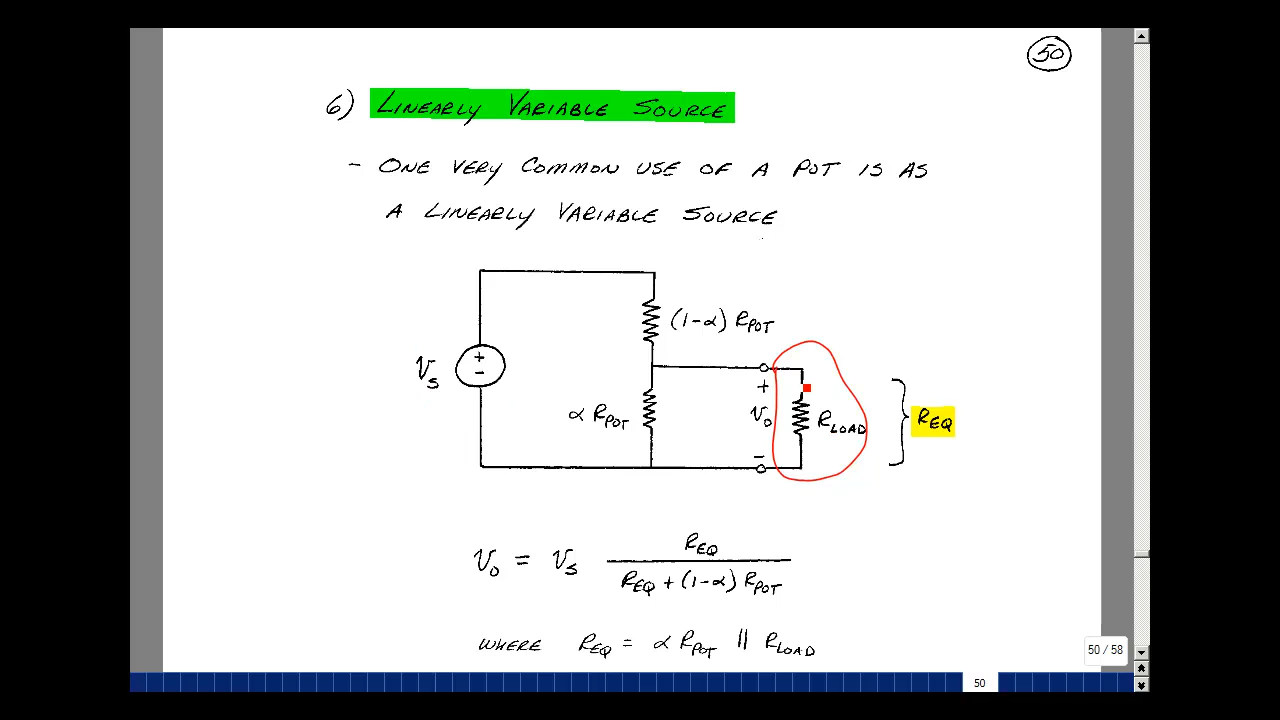 50
6) LINEARLY VARIABLE SOURCE
- ONE VERY COMMON USE OF A POT IS AS
A LINEARLY VARIABLE SOURCE
(1-α) RPOT
+
-
VS
+
α RPOT
VO
RLOAD
REQ
-
VO = VS REQ
REQ + (1-α) RPOT
WHERE REQ = α RPOT || RLOAD
50 / 58
50